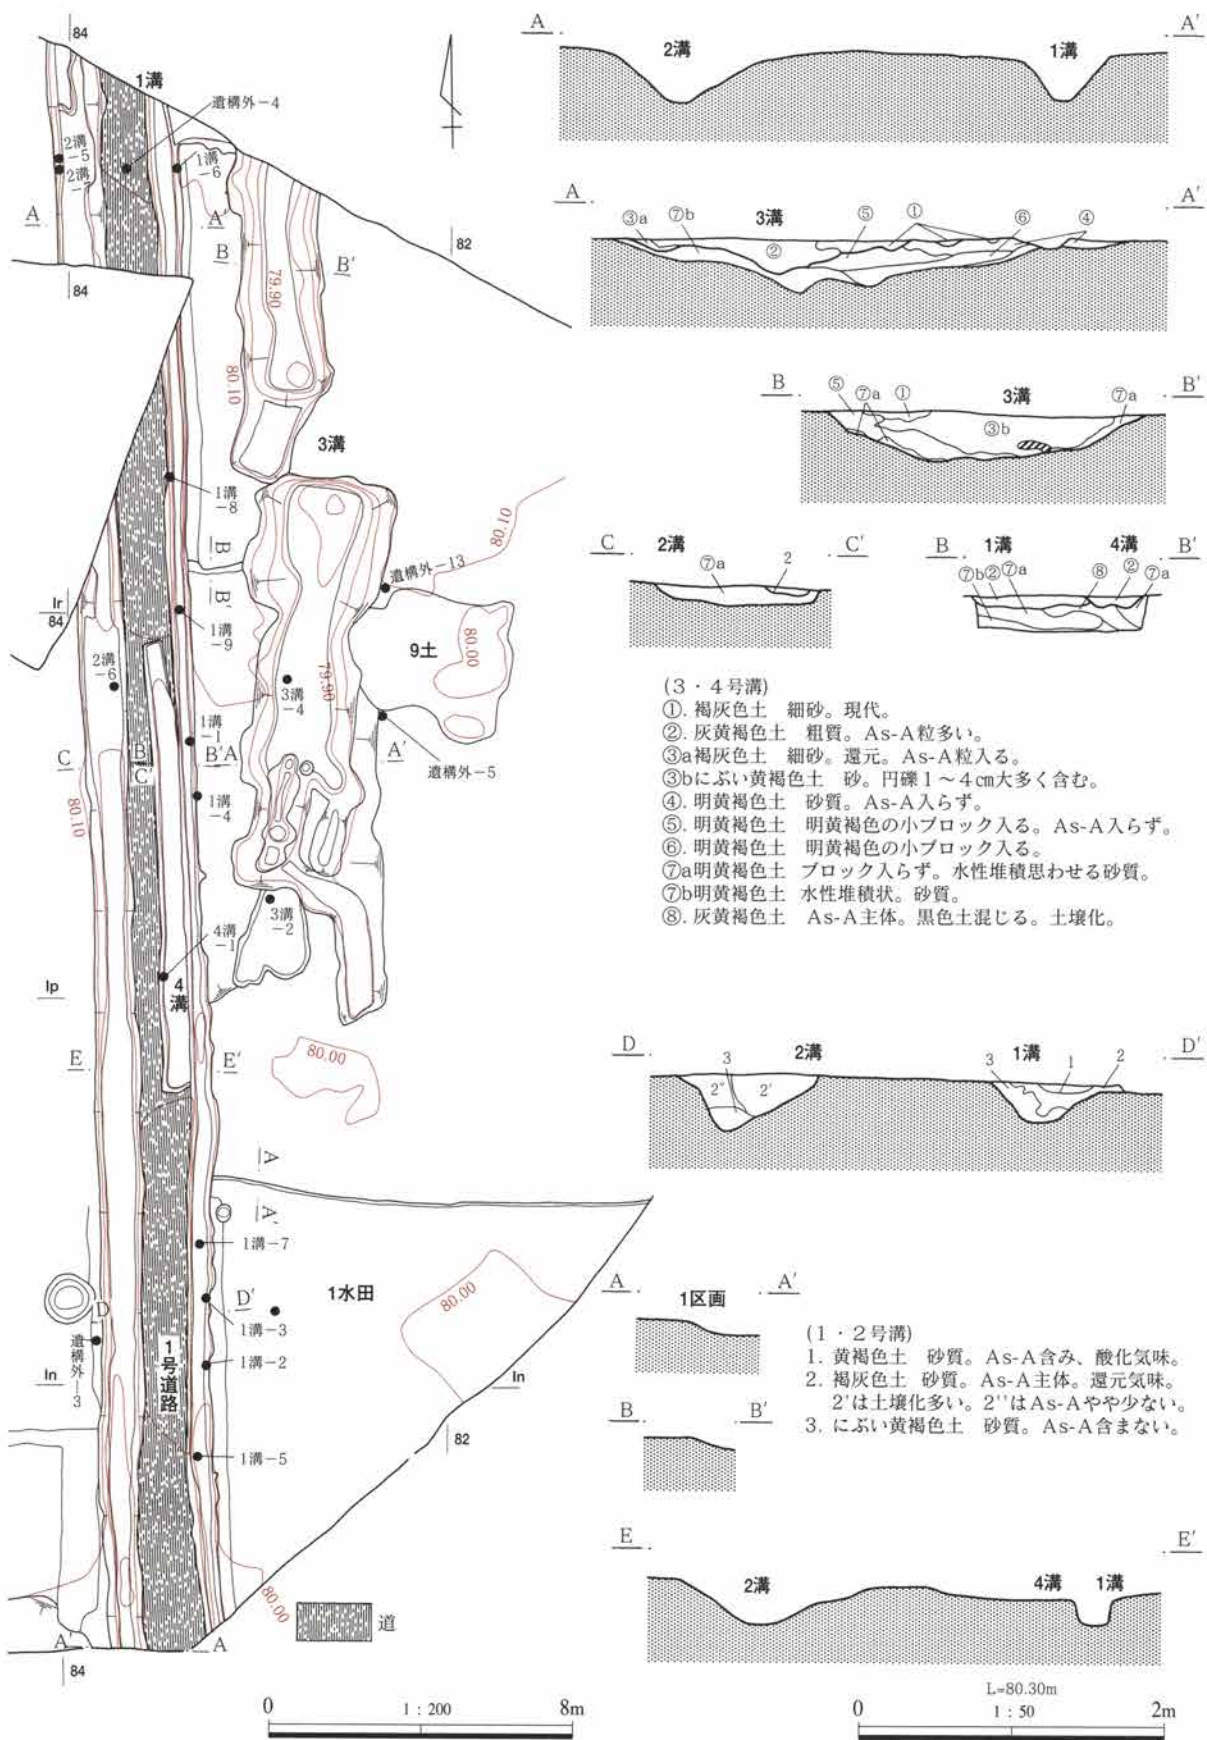 84
1溝
遺構外-4
2溝
-5
2溝
-7
1溝
-6
A
A'
B
B'
82
84
79.90
80.10
3溝
1溝
-8
B
B'
遺構外-13
80.10
Ir
84
1溝
-9
9土
80.00
2溝
-6
3溝
-4
79.90
1溝
-1
C
B
C'
B'A
A'
遺構外-5
80.10
1溝
-4
3溝
-2
4溝
-1
4
溝
Ip
E
E'
80.00
A
A'
1溝-7
1水田
80.00
D
D'
1溝-3
遺構外-3
1溝-2
In
In
1号道路
82
1溝-5
80.00
道
A'
A
84
0
1:200
8m
A
A'
2溝
1溝
A
A'
3溝
③a
⑦b
②
⑤
①
⑥
④
B
B'
3溝
⑤
⑦a
①
③b
⑦a
C
2溝
C'
⑦a
2
B
1溝
4溝
B'
⑦b②⑦a
⑧
②
⑦a
(3・4号溝)
①. 褐灰色土 細砂。現代。
②. 灰黄褐色土 粗質。As-A粒多い。
③a褐灰色土 細砂。還元。As-A粒入る。
③bにぶい黄褐色土 砂。円礫1～4㎝大多く含む。
④. 明黄褐色土 砂質。As-A入らず。
⑤. 明黄褐色土 明黄褐色の小ブロック入る。As-A入らず。
⑥. 明黄褐色土 明黄褐色の小ブロック入る。
⑦a明黄褐色土 ブロック入らず。水性堆積思わせる砂質。
⑦b明黄褐色土 水性堆積状。砂質。
⑧. 灰黄褐色土 As-A主体。黒色土混じる。土壌化。
D
D'
2溝
1溝
3
2''
2'
3
1
2
A
A'
1区画
B
B'
(1・2号溝)
1. 黄褐色土 砂質。As-A含み、酸化気味。
2. 褐灰色土 砂質。As-A主体。還元気味。
2'は土壌化多い。2''はAs-Aやや少ない。
3. にぶい黄褐色土 砂質。As-A含まない。
E
E'
2溝
4溝
1溝
L=80.30m
0
1:50
2m